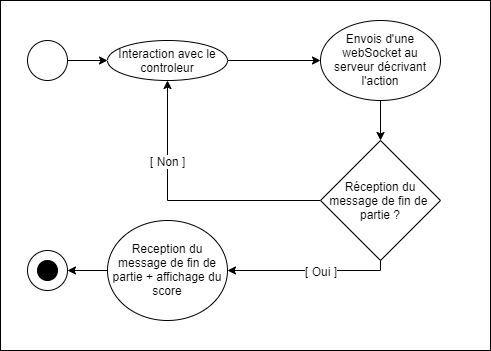 Interaction avec le
controleur
Envois d'une
webSocket au
serveur décrivant
l'action
[ Non ]
Réception du
message de fin de
partie ?
Reception du
message de fin de
partie + affichage du
score
[ Oui ]